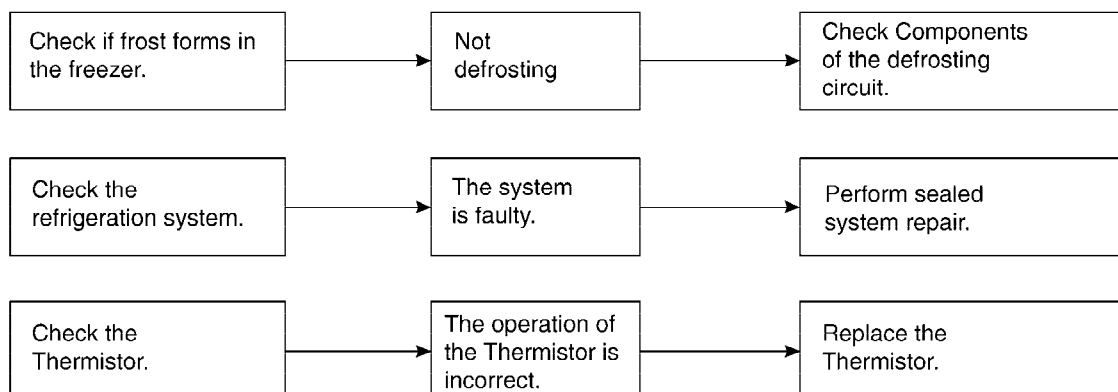 Check if frost forms in
the freezer.
Not
defrosting
Check Components
of the defrosting
circuit.
Check the
refrigeration system.
The system
is faulty.
Perform sealed
system repair.
Check the
Thermistor.
The operation of
the Thermistor is
incorrect.
Replace the
Thermistor.